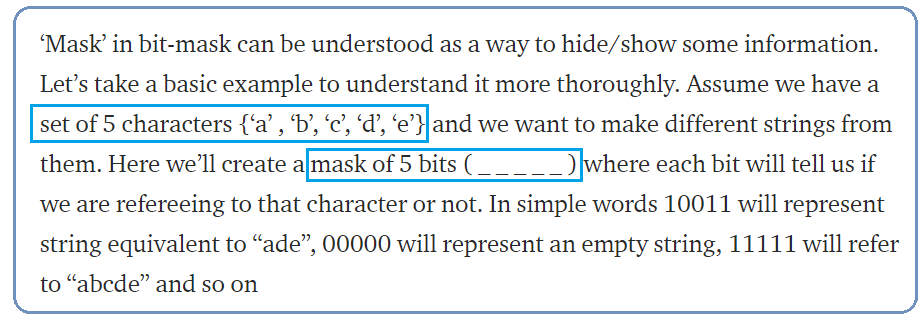 ‘Mask’ in bit-mask can be understood as a way to hide/show some information.
Let’s take a basic example to understand it more thoroughly. Assume we have a
set of 5 characters {‘a’ , ‘b’, ‘c’, ‘d’, ‘e’} and we want to make different strings from
them. Here we’ll create a mask of 5 bits ( _ _ _ _ _ ) where each bit will tell us if
we are refereeing to that character or not. In simple words 10011 will represent
string equivalent to “ade”, 00000 will represent an empty string, 11111 will refer
to “abcde” and so on